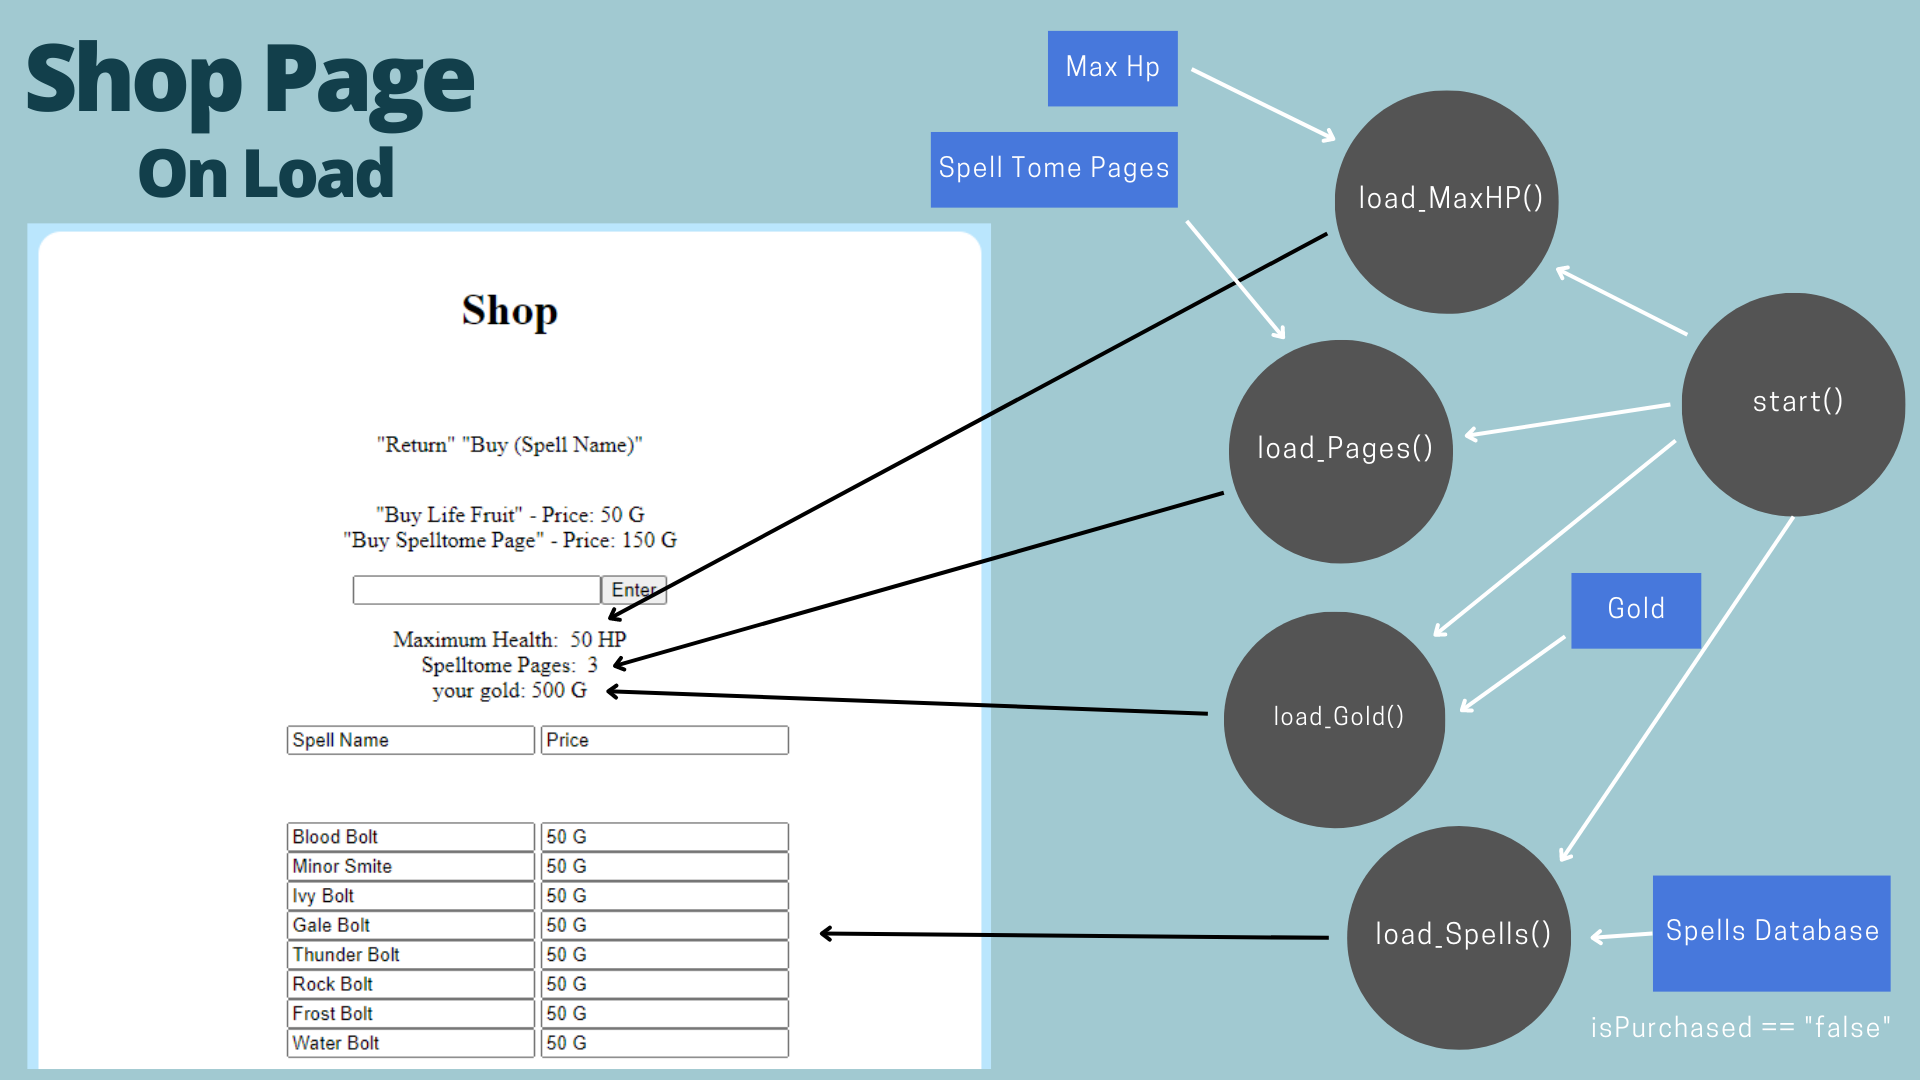 Shop Page
On Load
Shop
"Return" "Buy (Spell Name)"
"Buy Life Fruit" - Price: 50 G
"Buy Spelltome Page" - Price: 150 G
Enter
Maximum Health: 50 HP
Spelltome Pages: 3
your gold: 500 G
Spell Name Price
Blood Bolt 50 G
Minor Smite 50 G
Ivy Bolt 50 G
Gale Bolt 50 G
Thunder Bolt 50 G
Rock Bolt 50 G
Frost Bolt 50 G
Water Bolt 50 G
Max Hp
Spell Tome Pages
load_MaxHP()
start()
load_Pages()
Gold
load_Gold()
load_Spells()
Spells Database
isPurchased == "false"